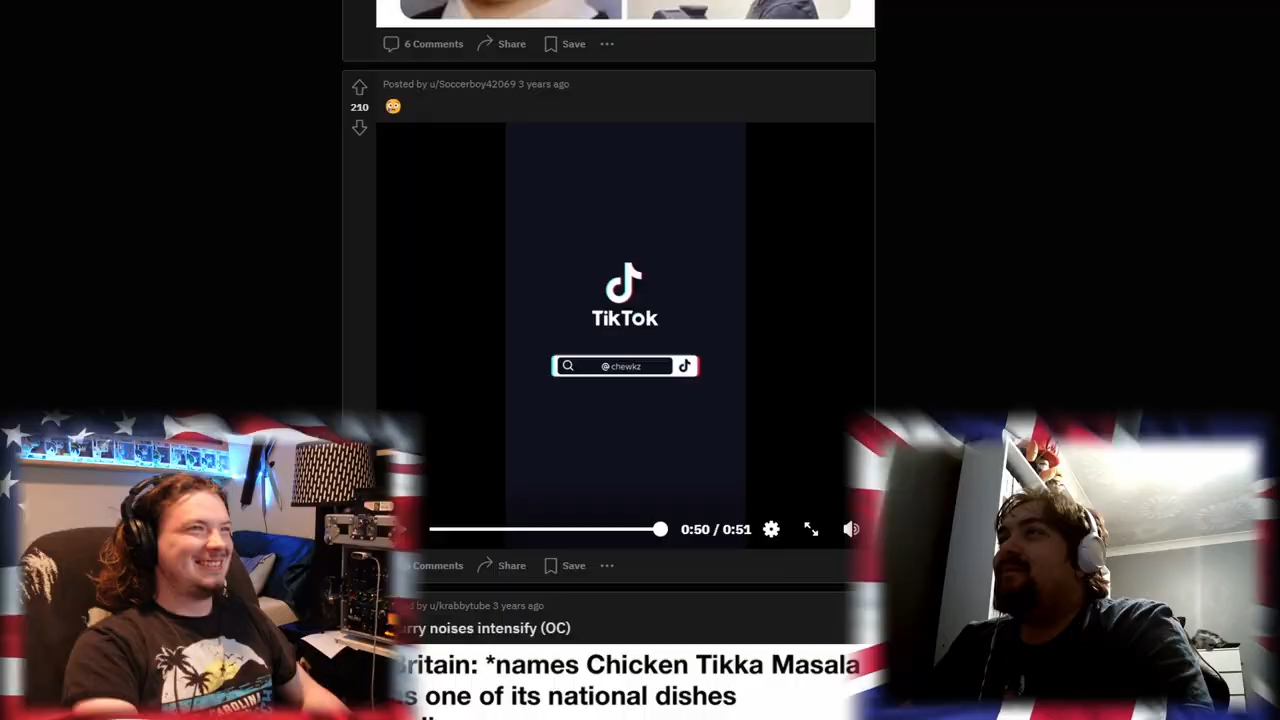 6 Comments Share Save
Posted by u/Soccerboy42069 3 years ago
210
TikTok
@chewkz
0:50 / 0:51
Comments Share Save
by u/krabbytube 3 years ago
noises intensify (OC)
Britain: *names Chicken Tikka Masala
as one of its national dishes
CAROLINA